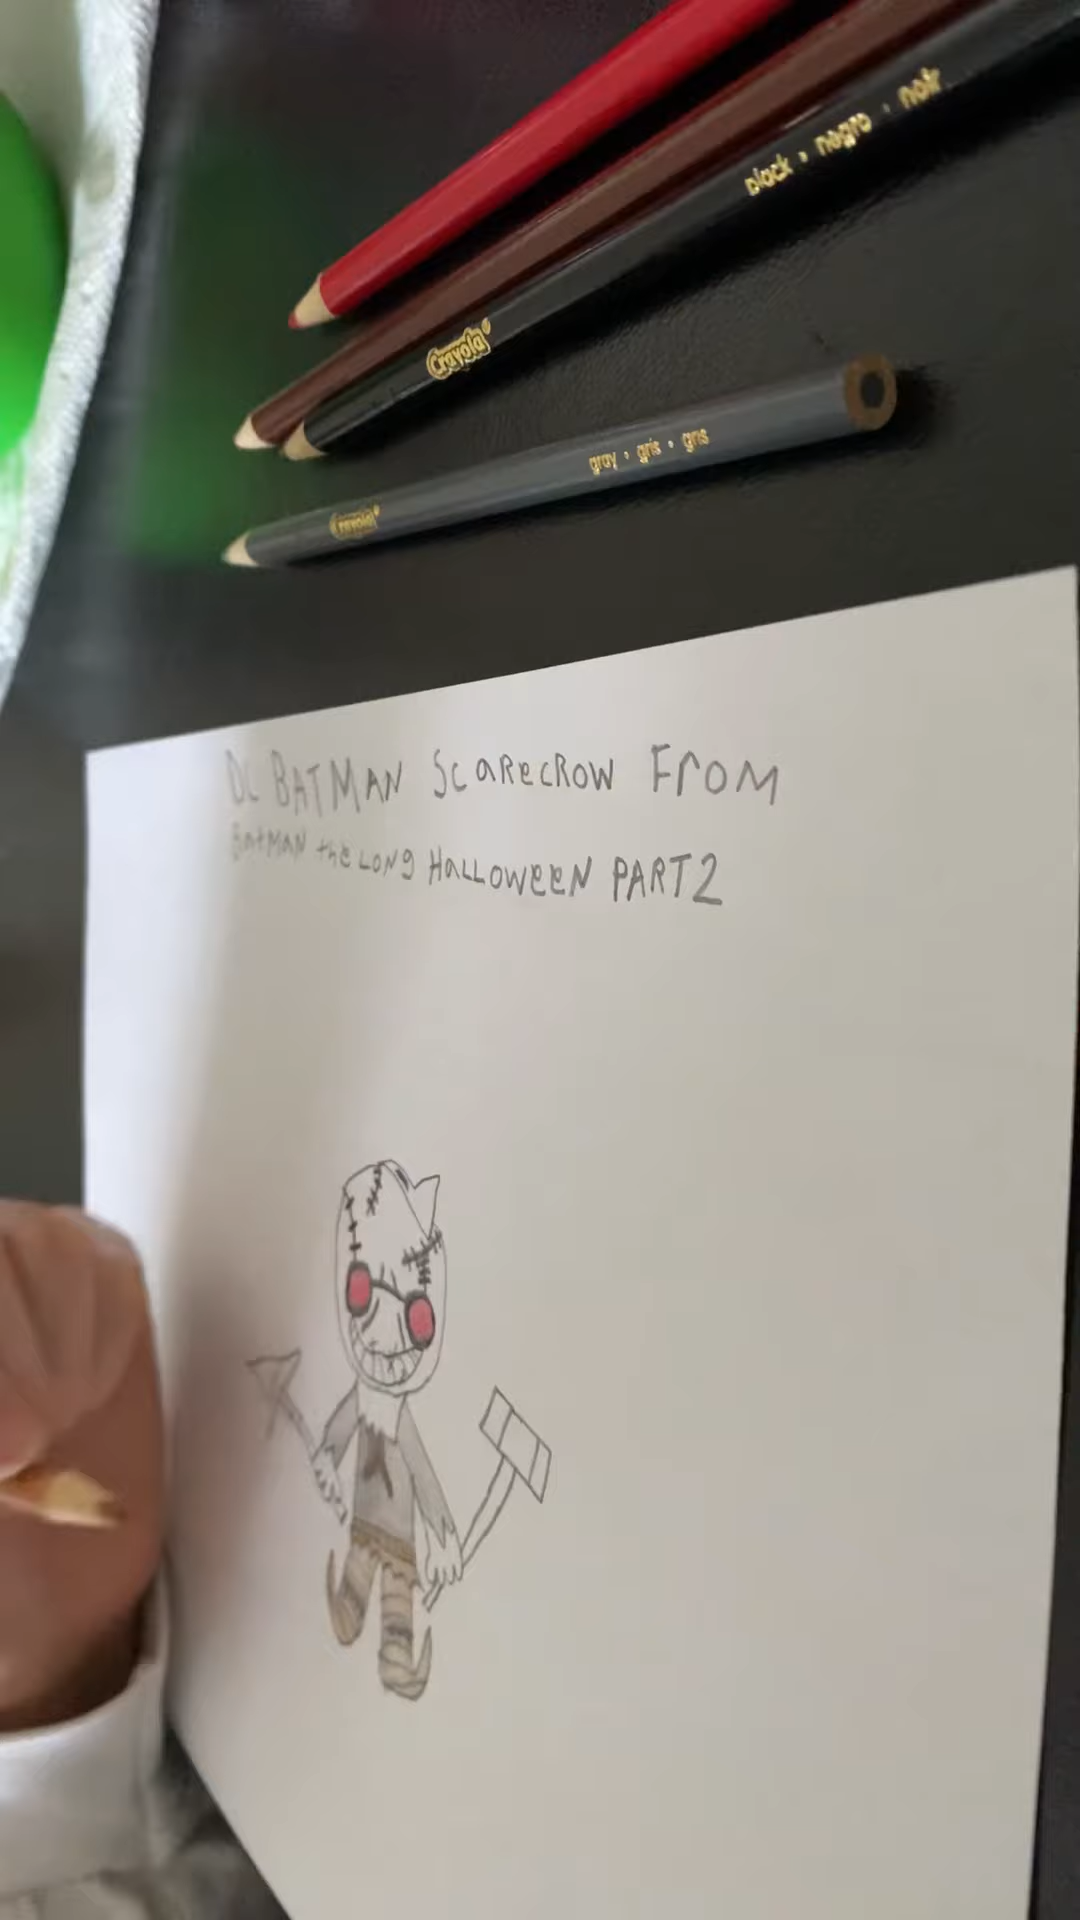 black • negro • noir
Crayola
gray • gris • gris
Crayola
DC BATMAN ScaReCROW FrOM
BatMAN the LONg HaLLOWeeN PART2